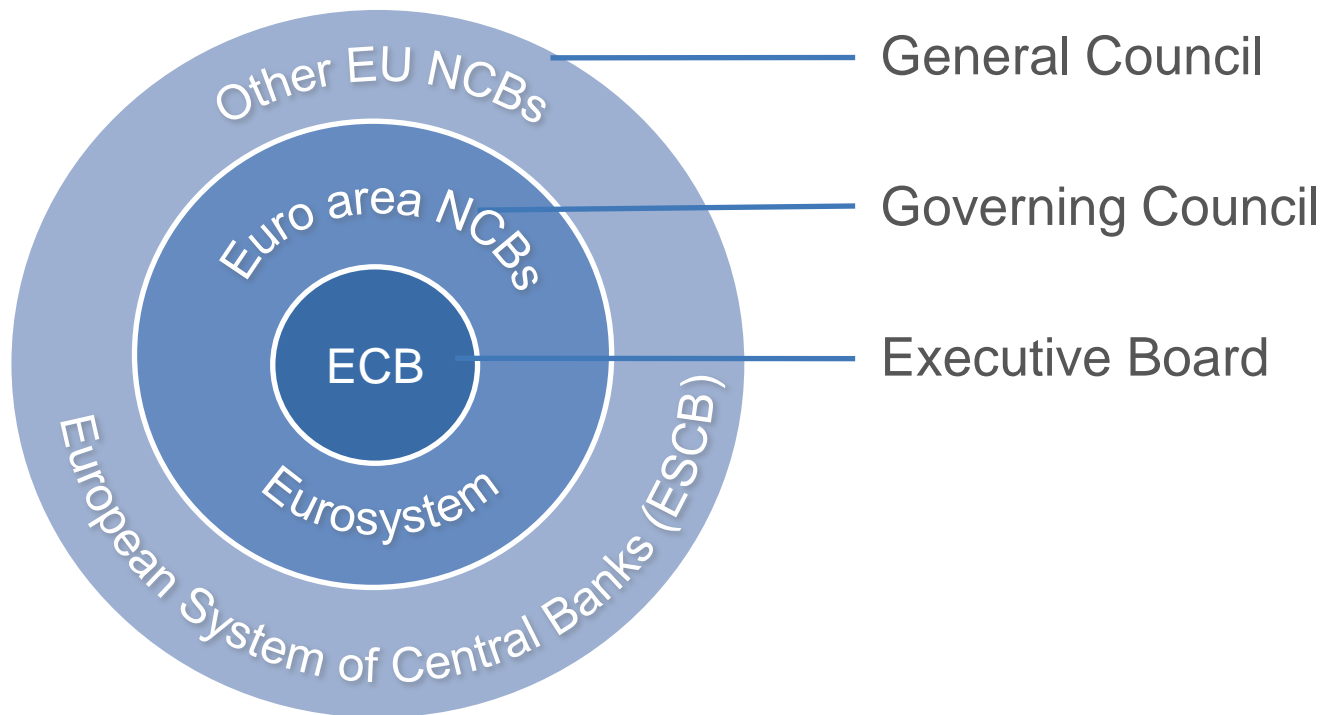 Other EU NCBs
General Council
Euro area NCBs
Governing Council
ECB
Executive Board
Eurosystem
European System of Central Banks (ESCB)